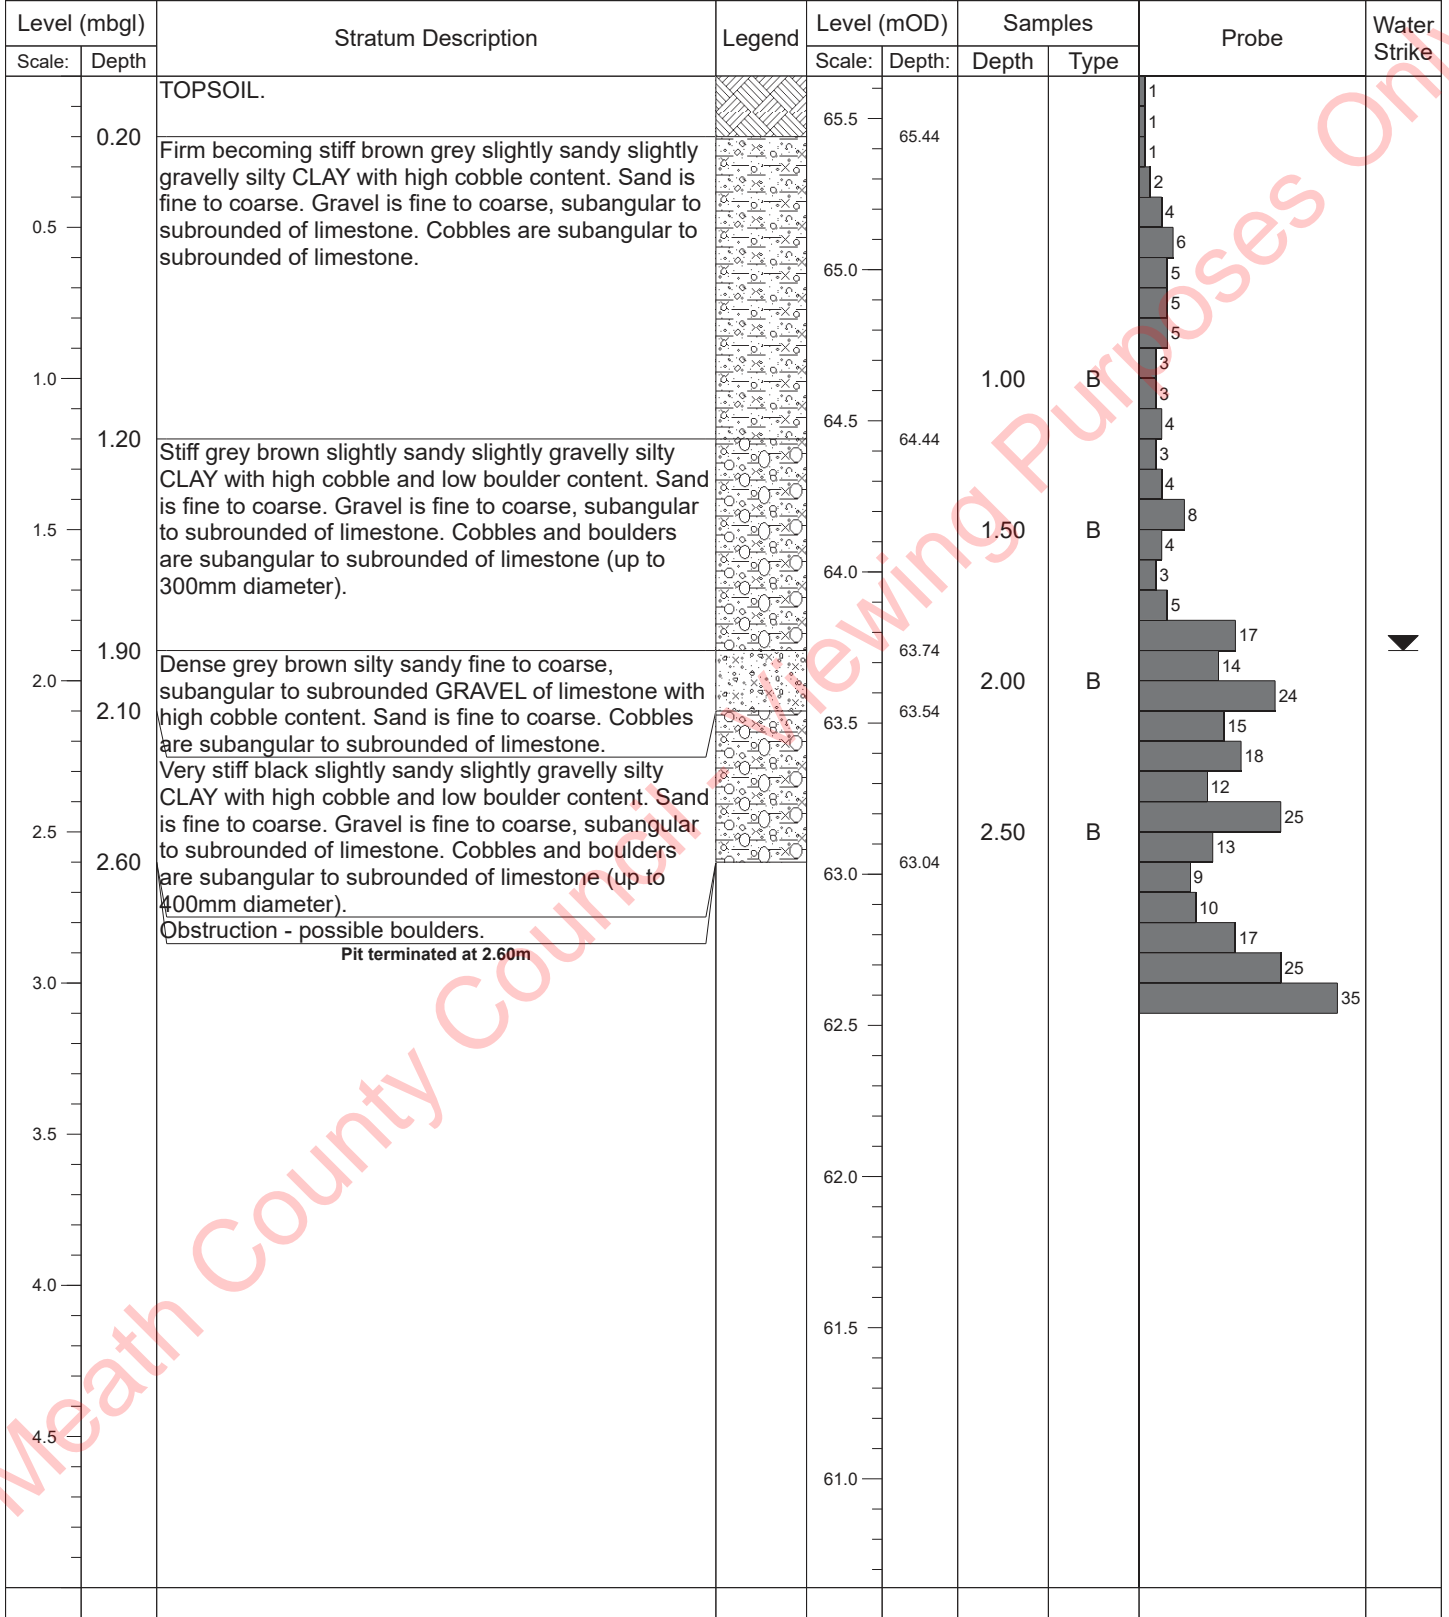 Level (mbgl)
Stratum Description
Legend
Level (mOD)
Samples
Probe
Water
Strike
Scale:
Depth
Scale:
Depth:
Depth
Type
TOPSOIL.
0.20
65.44
Firm becoming stiff brown grey slightly sandy slightly
gravelly silty CLAY with high cobble content. Sand is
fine to coarse. Gravel is fine to coarse, subangular to
subrounded of limestone. Cobbles are subangular to
subrounded of limestone.
1.20
64.44
Stiff grey brown slightly sandy slightly gravelly silty
CLAY with high cobble and low boulder content. Sand
is fine to coarse. Gravel is fine to coarse, subangular
to subrounded of limestone. Cobbles and boulders
are subangular to subrounded of limestone (up to
300mm diameter).
1.90
63.74
Dense grey brown silty sandy fine to coarse,
subangular to subrounded GRAVEL of limestone with
high cobble content. Sand is fine to coarse. Cobbles
are subangular to subrounded of limestone.
2.10
63.54
Very stiff black slightly sandy slightly gravelly silty
CLAY with high cobble and low boulder content. Sand
is fine to coarse. Gravel is fine to coarse, subangular
to subrounded of limestone. Cobbles and boulders
are subangular to subrounded of limestone (up to
400mm diameter).
2.60
63.04
Obstruction - possible boulders.
Pit terminated at 2.60m
0.5
1.0
1.5
2.0
2.5
3.0
3.5
4.0
4.5
65.5
65.0
64.5
64.0
63.5
63.0
62.5
62.0
61.5
61.0
1.00 B
1.50 B
2.00 B
2.50 B
1
1
1
2
4
6
5
5
5
3
3
4
3
4
8
4
3
5
17
14
24
15
18
12
25
13
9
10
17
25
35
Meath County Council - Viewing Purposes Only